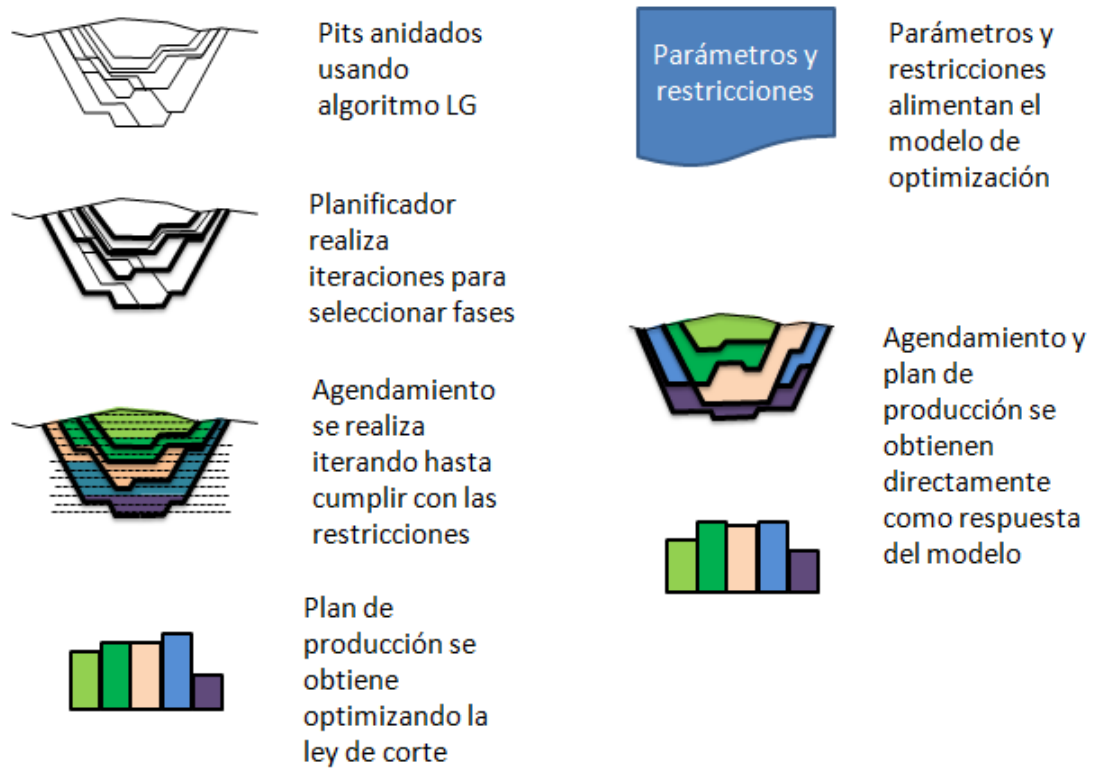 Pits anidados
usando
algoritmo LG
Planificador
realiza
iteraciones para
seleccionar fases
Agendamiento
se realiza
iterando hasta
cumplir con las
restricciones
Plan de
producción se
obtiene
optimizando la
ley de corte
Parámetros y
restricciones
Parámetros y
restricciones
alimentan el
modelo de
optimización
Agendamiento y
plan de
producción se
obtienen
directamente
como respuesta
del modelo